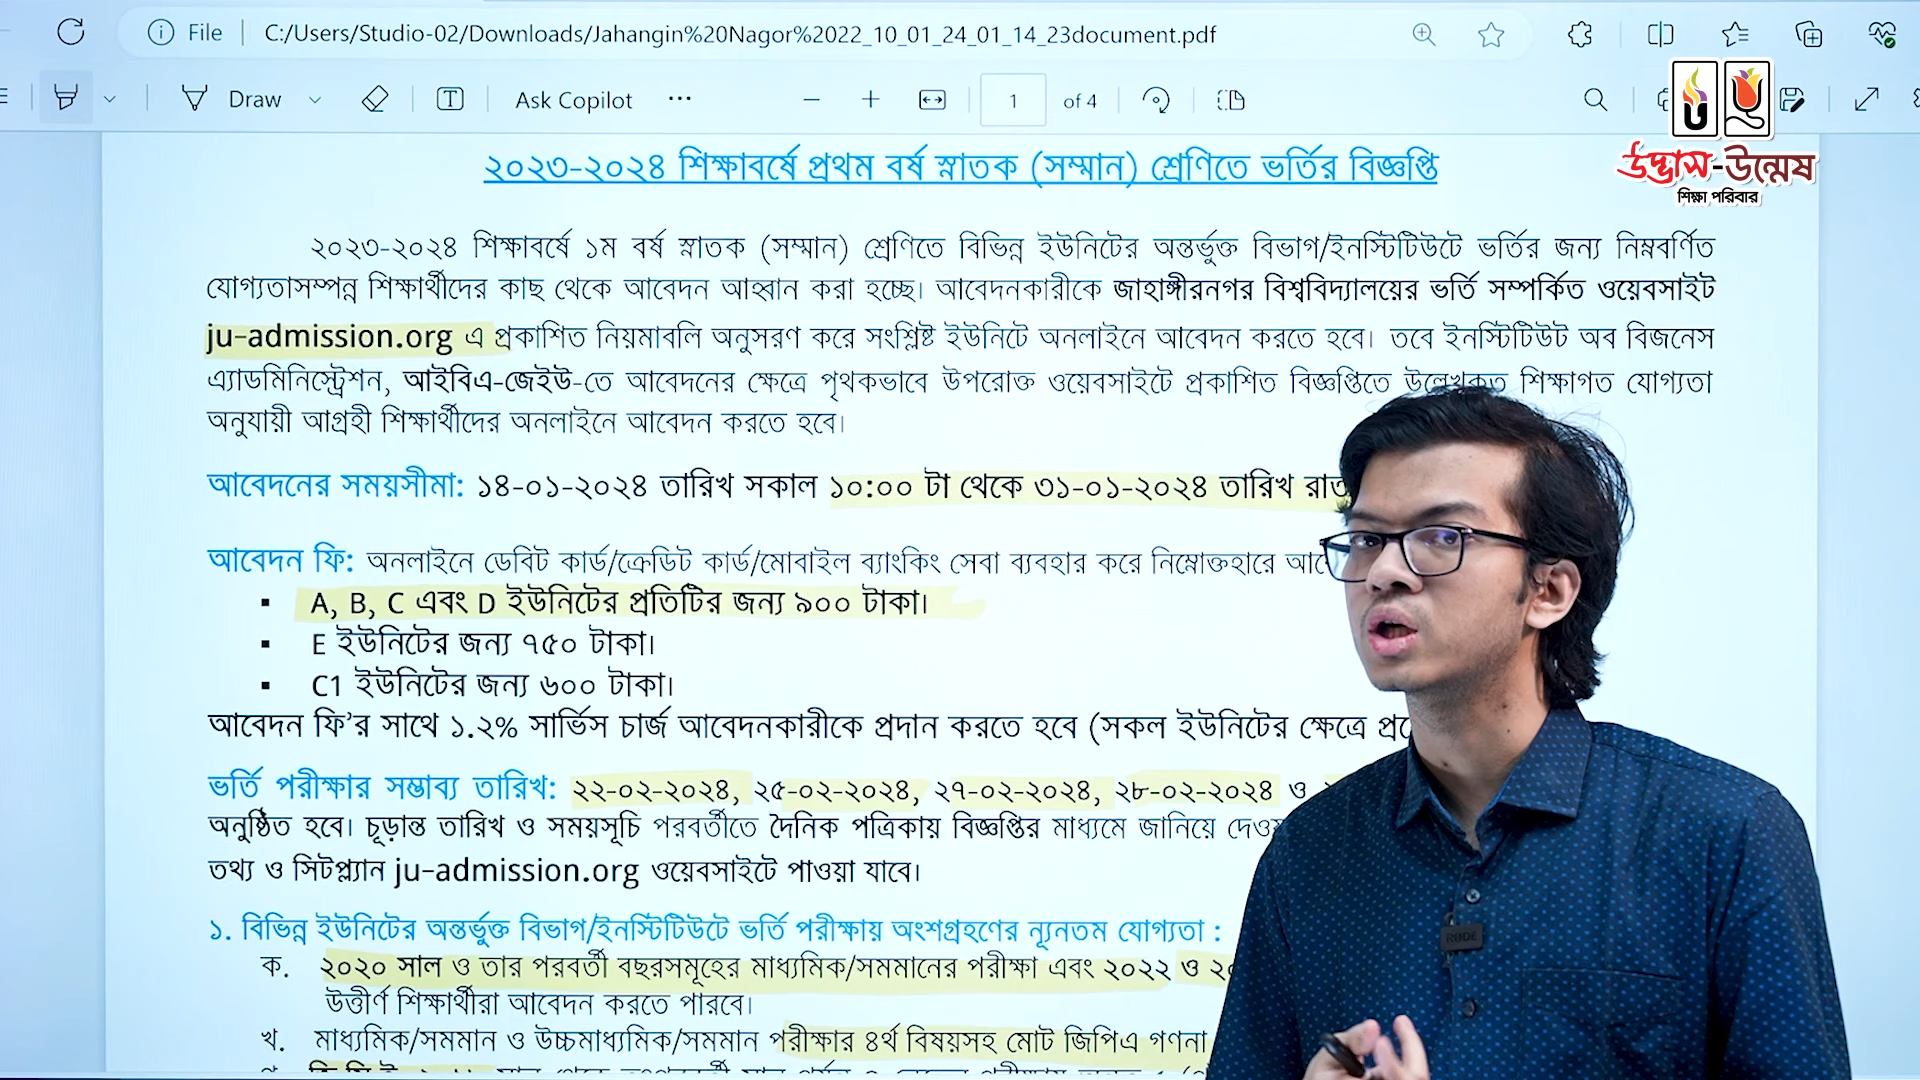 File
C:/Users/Studio-02/Downloads/Jahangin%20Nagor%2022_10_01_24_01_14_23document.pdf
Draw
Ask Copilot
1 of 4
উদ্ভাস-উন্মেষ
শিক্ষা পরিবার
২০২৩-২০২৪ শিক্ষাবর্ষে প্রথম বর্ষ স্নাতক (সম্মান) শ্রেণিতে ভর্তির বিজ্ঞপ্তি
২০২৩-২০২৪ শিক্ষাবর্ষে ১ম বর্ষ স্নাতক (সম্মান) শ্রেণিতে বিভিন্ন ইউনিটের অন্তর্ভুক্ত বিভাগ/ইনস্টিটিউটে ভর্তির জন্য নিম্নবর্ণিত
যোগ্যতাসম্পন্ন শিক্ষার্থীদের কাছ থেকে আবেদন আহ্বান করা হচ্ছে। আবেদনকারীকে জাহাঙ্গীরনগর বিশ্ববিদ্যালয়ের ভর্তি সম্পর্কিত ওয়েবসাইট
ju-admission.org এ প্রকাশিত নিয়মাবলি অনুসরণ করে সংশ্লিষ্ট ইউনিটে অনলাইনে আবেদন করতে হবে। তবে ইনস্টিটিউট অব বিজনেস
এ্যাডমিনিস্ট্রেশন, আইবিএ-জেইউ-তে আবেদনের ক্ষেত্রে পৃথকভাবে উপরোক্ত ওয়েবসাইটে প্রকাশিত বিজ্ঞপ্তিতে শিক্ষাগত যোগ্যতা
অনুযায়ী আগ্রহী শিক্ষার্থীদের অনলাইনে আবেদন করতে হবে।
আবেদনের সময়সীমা: ১৪-০১-২০২৪ তারিখ সকাল ১০:০০ টা থেকে ৩১-০১-২০২৪ তারিখ রাত
আবেদন ফি: অনলাইনে ডেবিট কার্ড/ক্রেডিট কার্ড/মোবাইল ব্যাংকিং সেবা ব্যবহার করে নিম্নোক্তহারে
▪ A, B, C এবং D ইউনিটের প্রতিটির জন্য ৯০০ টাকা।
▪ E ইউনিটের জন্য ৭৫০ টাকা।
▪ C1 ইউনিটের জন্য ৬০০ টাকা।
আবেদন ফি'র সাথে ১.২% সার্ভিস চার্জ আবেদনকারীকে প্রদান করতে হবে (সকল ইউনিটের ক্ষেত্রে
ভর্তি পরীক্ষার সম্ভাব্য তারিখ: ২২-০২-২০২৪, ২৫-০২-২০২৪, ২৭-০২-২০২৪, ২৮-০২-২০২৪ ও
অনুষ্ঠিত হবে। চূড়ান্ত তারিখ ও সময়সূচি পরবর্তীতে দৈনিক পত্রিকায় বিজ্ঞপ্তির মাধ্যমে জানিয়ে
তথ্য ও সিটপ্ল্যান ju-admission.org ওয়েবসাইটে পাওয়া যাবে।
১. বিভিন্ন ইউনিটের অন্তর্ভুক্ত বিভাগ/ইনস্টিটিউটে ভর্তি পরীক্ষায় অংশগ্রহণের ন্যূনতম যোগ্যতা :
ক. ২০২০ সাল ও তার পরবর্তী বছরসমূহের মাধ্যমিক/সমমানের পরীক্ষা এবং ২০২২ ও
উত্তীর্ণ শিক্ষার্থীরা আবেদন করতে পারবে।
খ. মাধ্যমিক/সমমান ও উচ্চমাধ্যমিক/সমমান পরীক্ষার ৪র্থ বিষয়সহ মোট জিপিএ গণনা
RODE